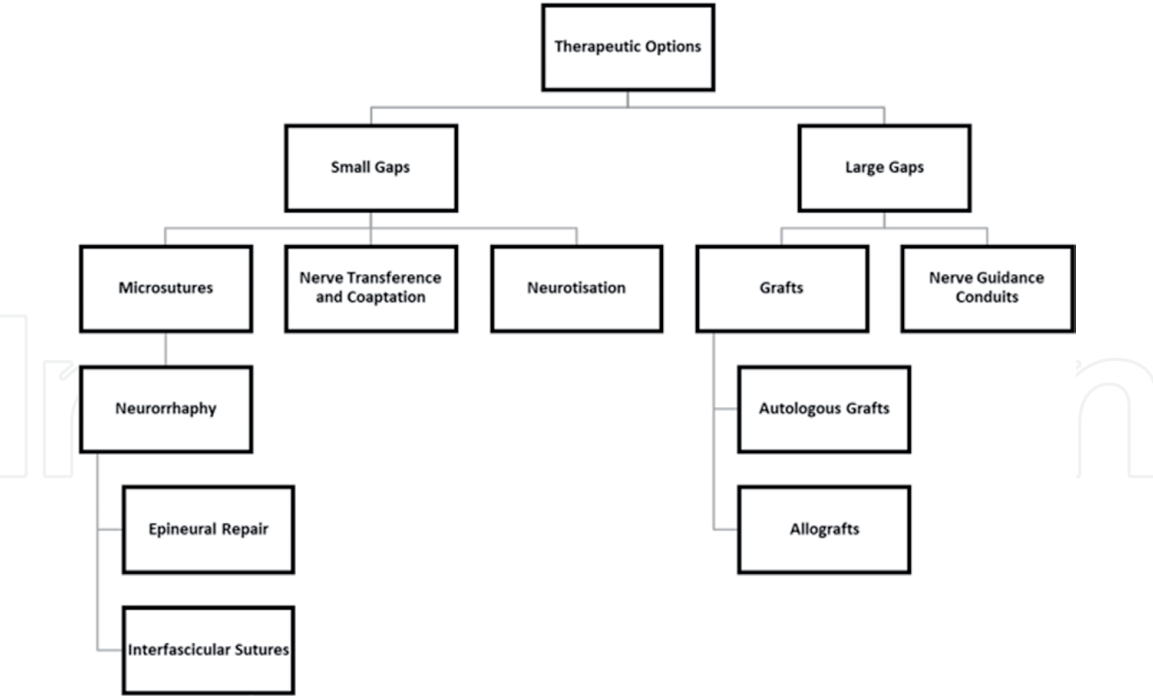 Therapeutic Options
Small Gaps
Large Gaps
Microsutures
Nerve Transference
and Coaptation
Neurotisation
Grafts
Nerve Guidance
Conduits
Neurorrhaphy
Autologous Grafts
Epineural Repair
Allografts
Interfascicular Sutures